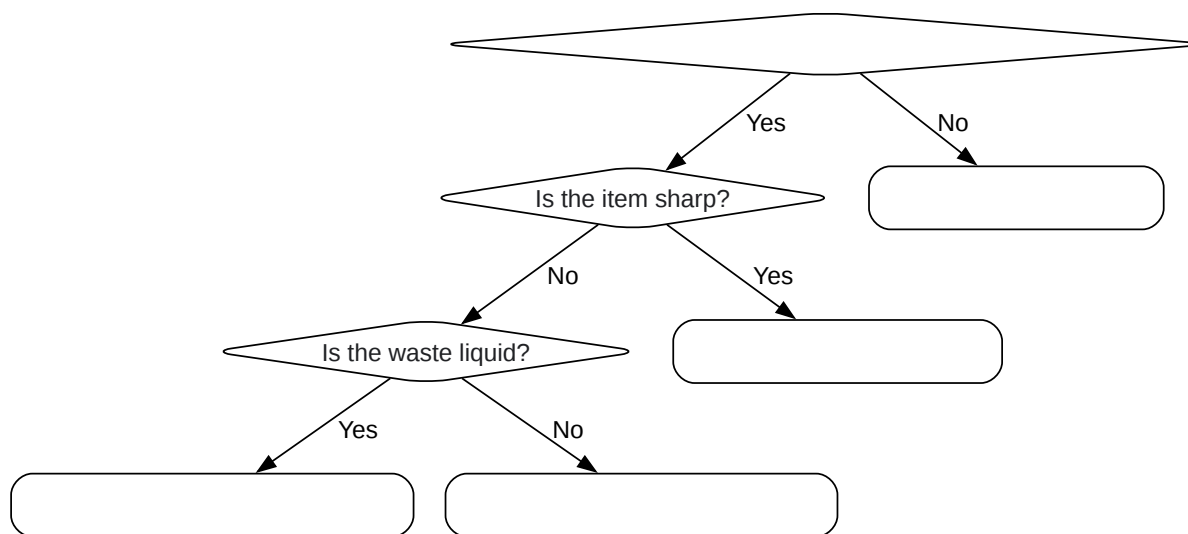 Yes
No
Is the item sharp?
No
Yes
Is the waste liquid?
Yes
No